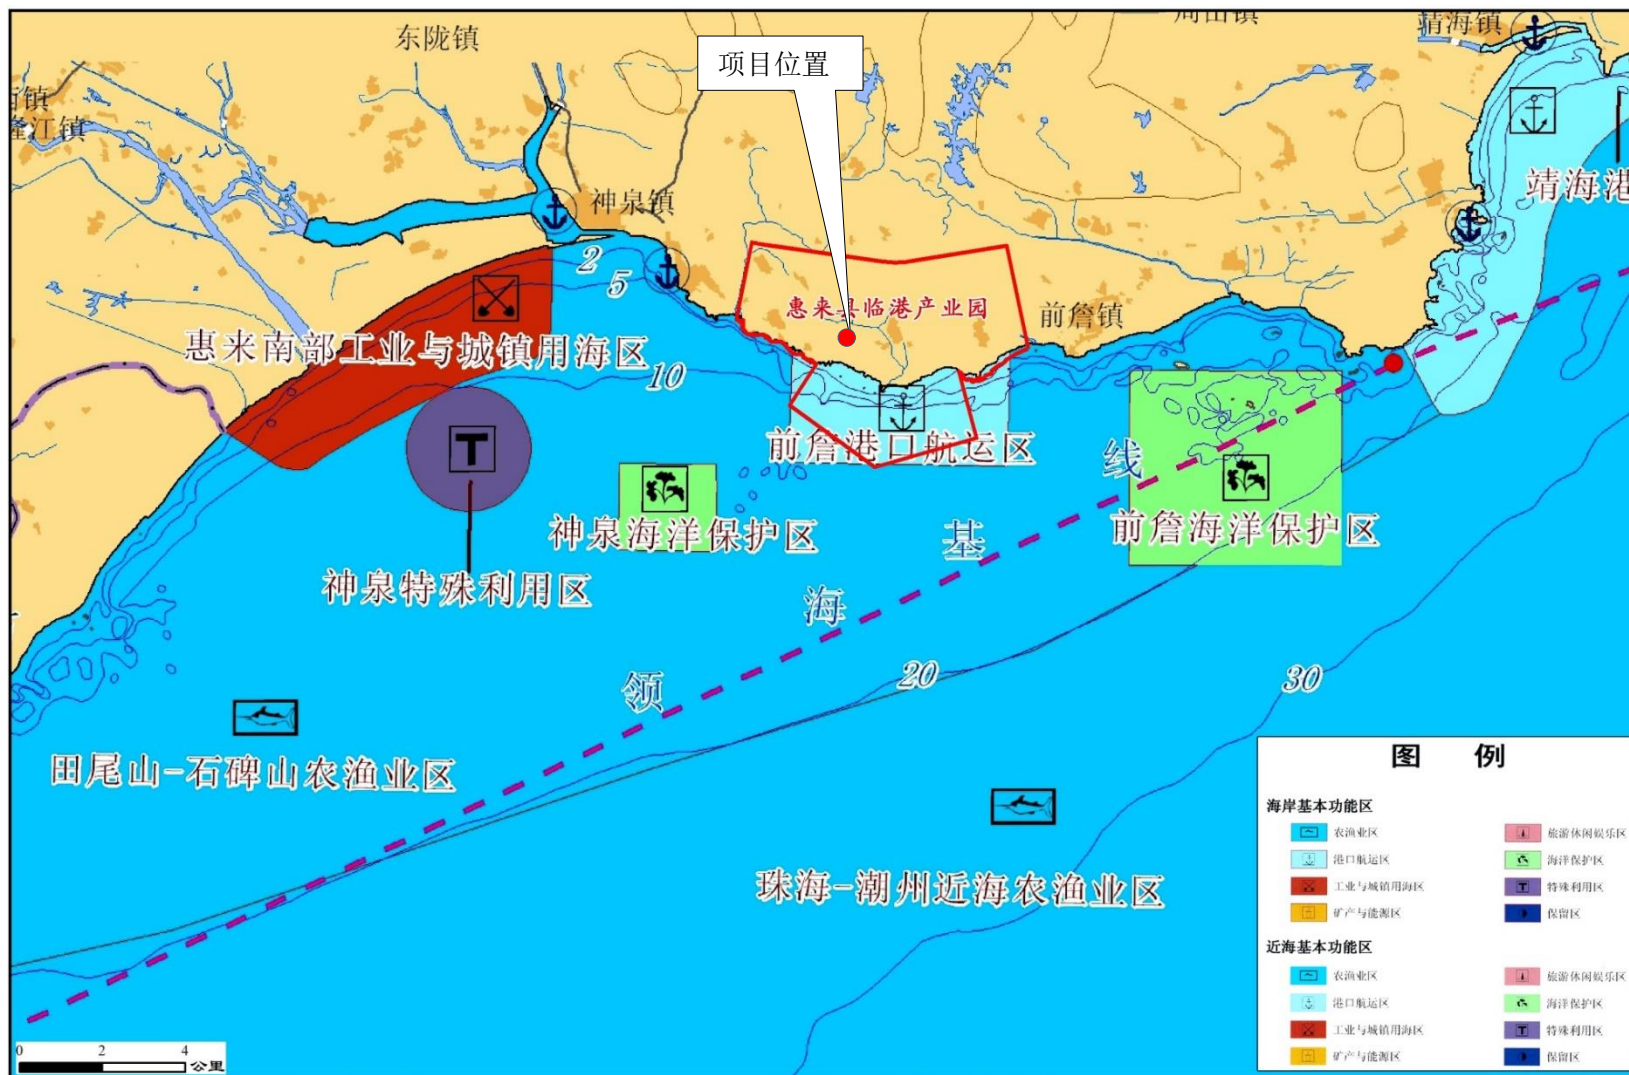 东陇镇
靖海镇
项目位置
隆江镇
神泉镇
靖海港
2
5
惠来县临港产业园
前詹镇
惠来南部工业与城镇用海区
10
前詹港口航运区
线
神泉海洋保护区
基
前詹海洋保护区
神泉特殊利用区
海
领
20
30
田尾山-石碑山农渔业区
珠海-潮州近海农渔业区
图 例
海岸基本功能区
农渔业区
旅游休闲娱乐区
港口航运区
海洋保护区
工业与城镇用海区
特殊利用区
矿产与能源区
保留区
近海基本功能区
农渔业区
旅游休闲娱乐区
港口航运区
海洋保护区
工业与城镇用海区
特殊利用区
矿产与能源区
保留区
0 2 4
公里